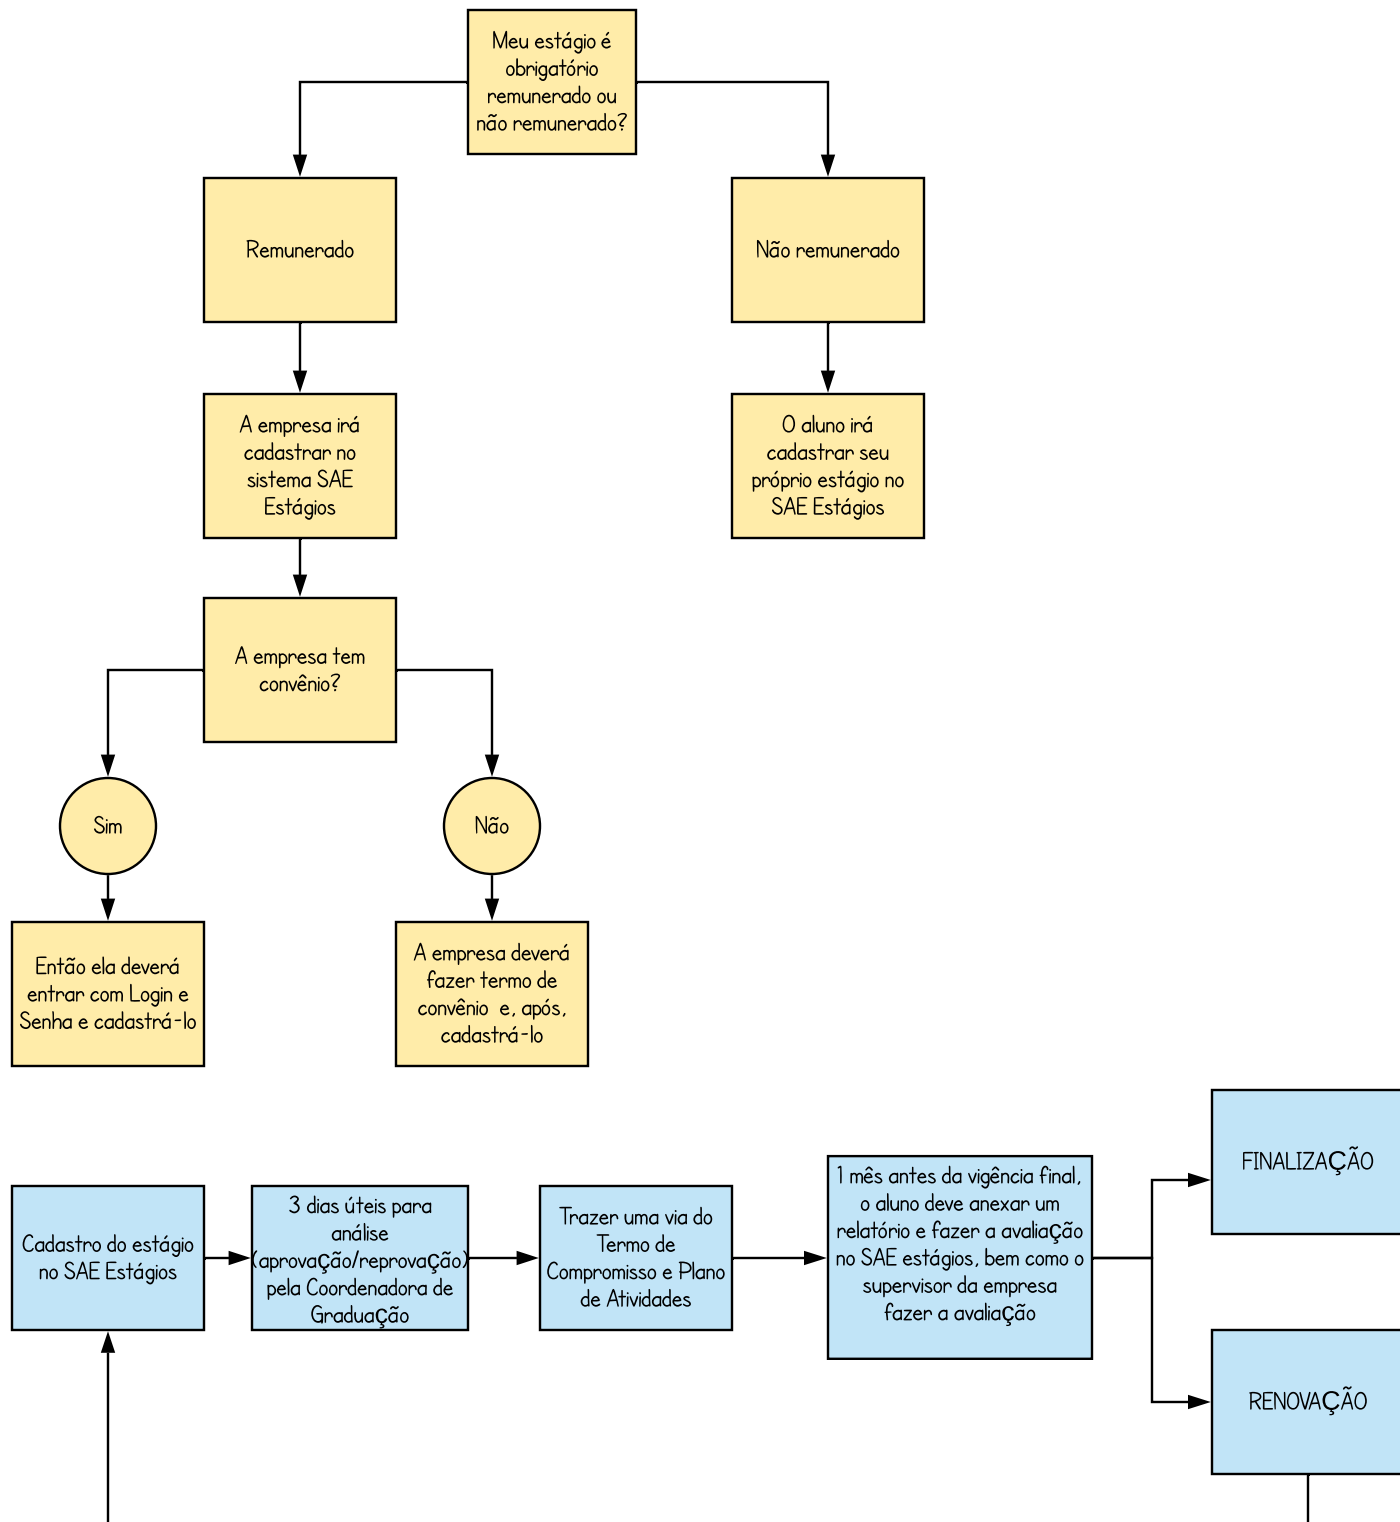 Meu estágio é
obrigatório
remunerado ou
não remunerado?
Remunerado
Não remunerado
A empresa irá
cadastrar no
sistema SAE
Estágios
O aluno irá
cadastrar seu
próprio estágio no
SAE Estágios
A empresa tem
convênio?
Sim
Não
Então ela deverá
entrar com Login e
Senha e cadastrá-lo
A empresa deverá
fazer termo de
convênio e, após,
cadastrá-lo
Cadastro do estágio
no SAE Estágios
3 dias úteis para
análise
(aprovação/reprovação)
pela Coordenadora de
Graduação
Trazer uma via do
Termo de
Compromisso e Plano
de Atividades
1 mês antes da vigência final,
o aluno deve anexar um
relatório e fazer a avaliação
no SAE estágios, bem como o
supervisor da empresa
fazer a avaliação
FINALIZAÇÃO
RENOVAÇÃO